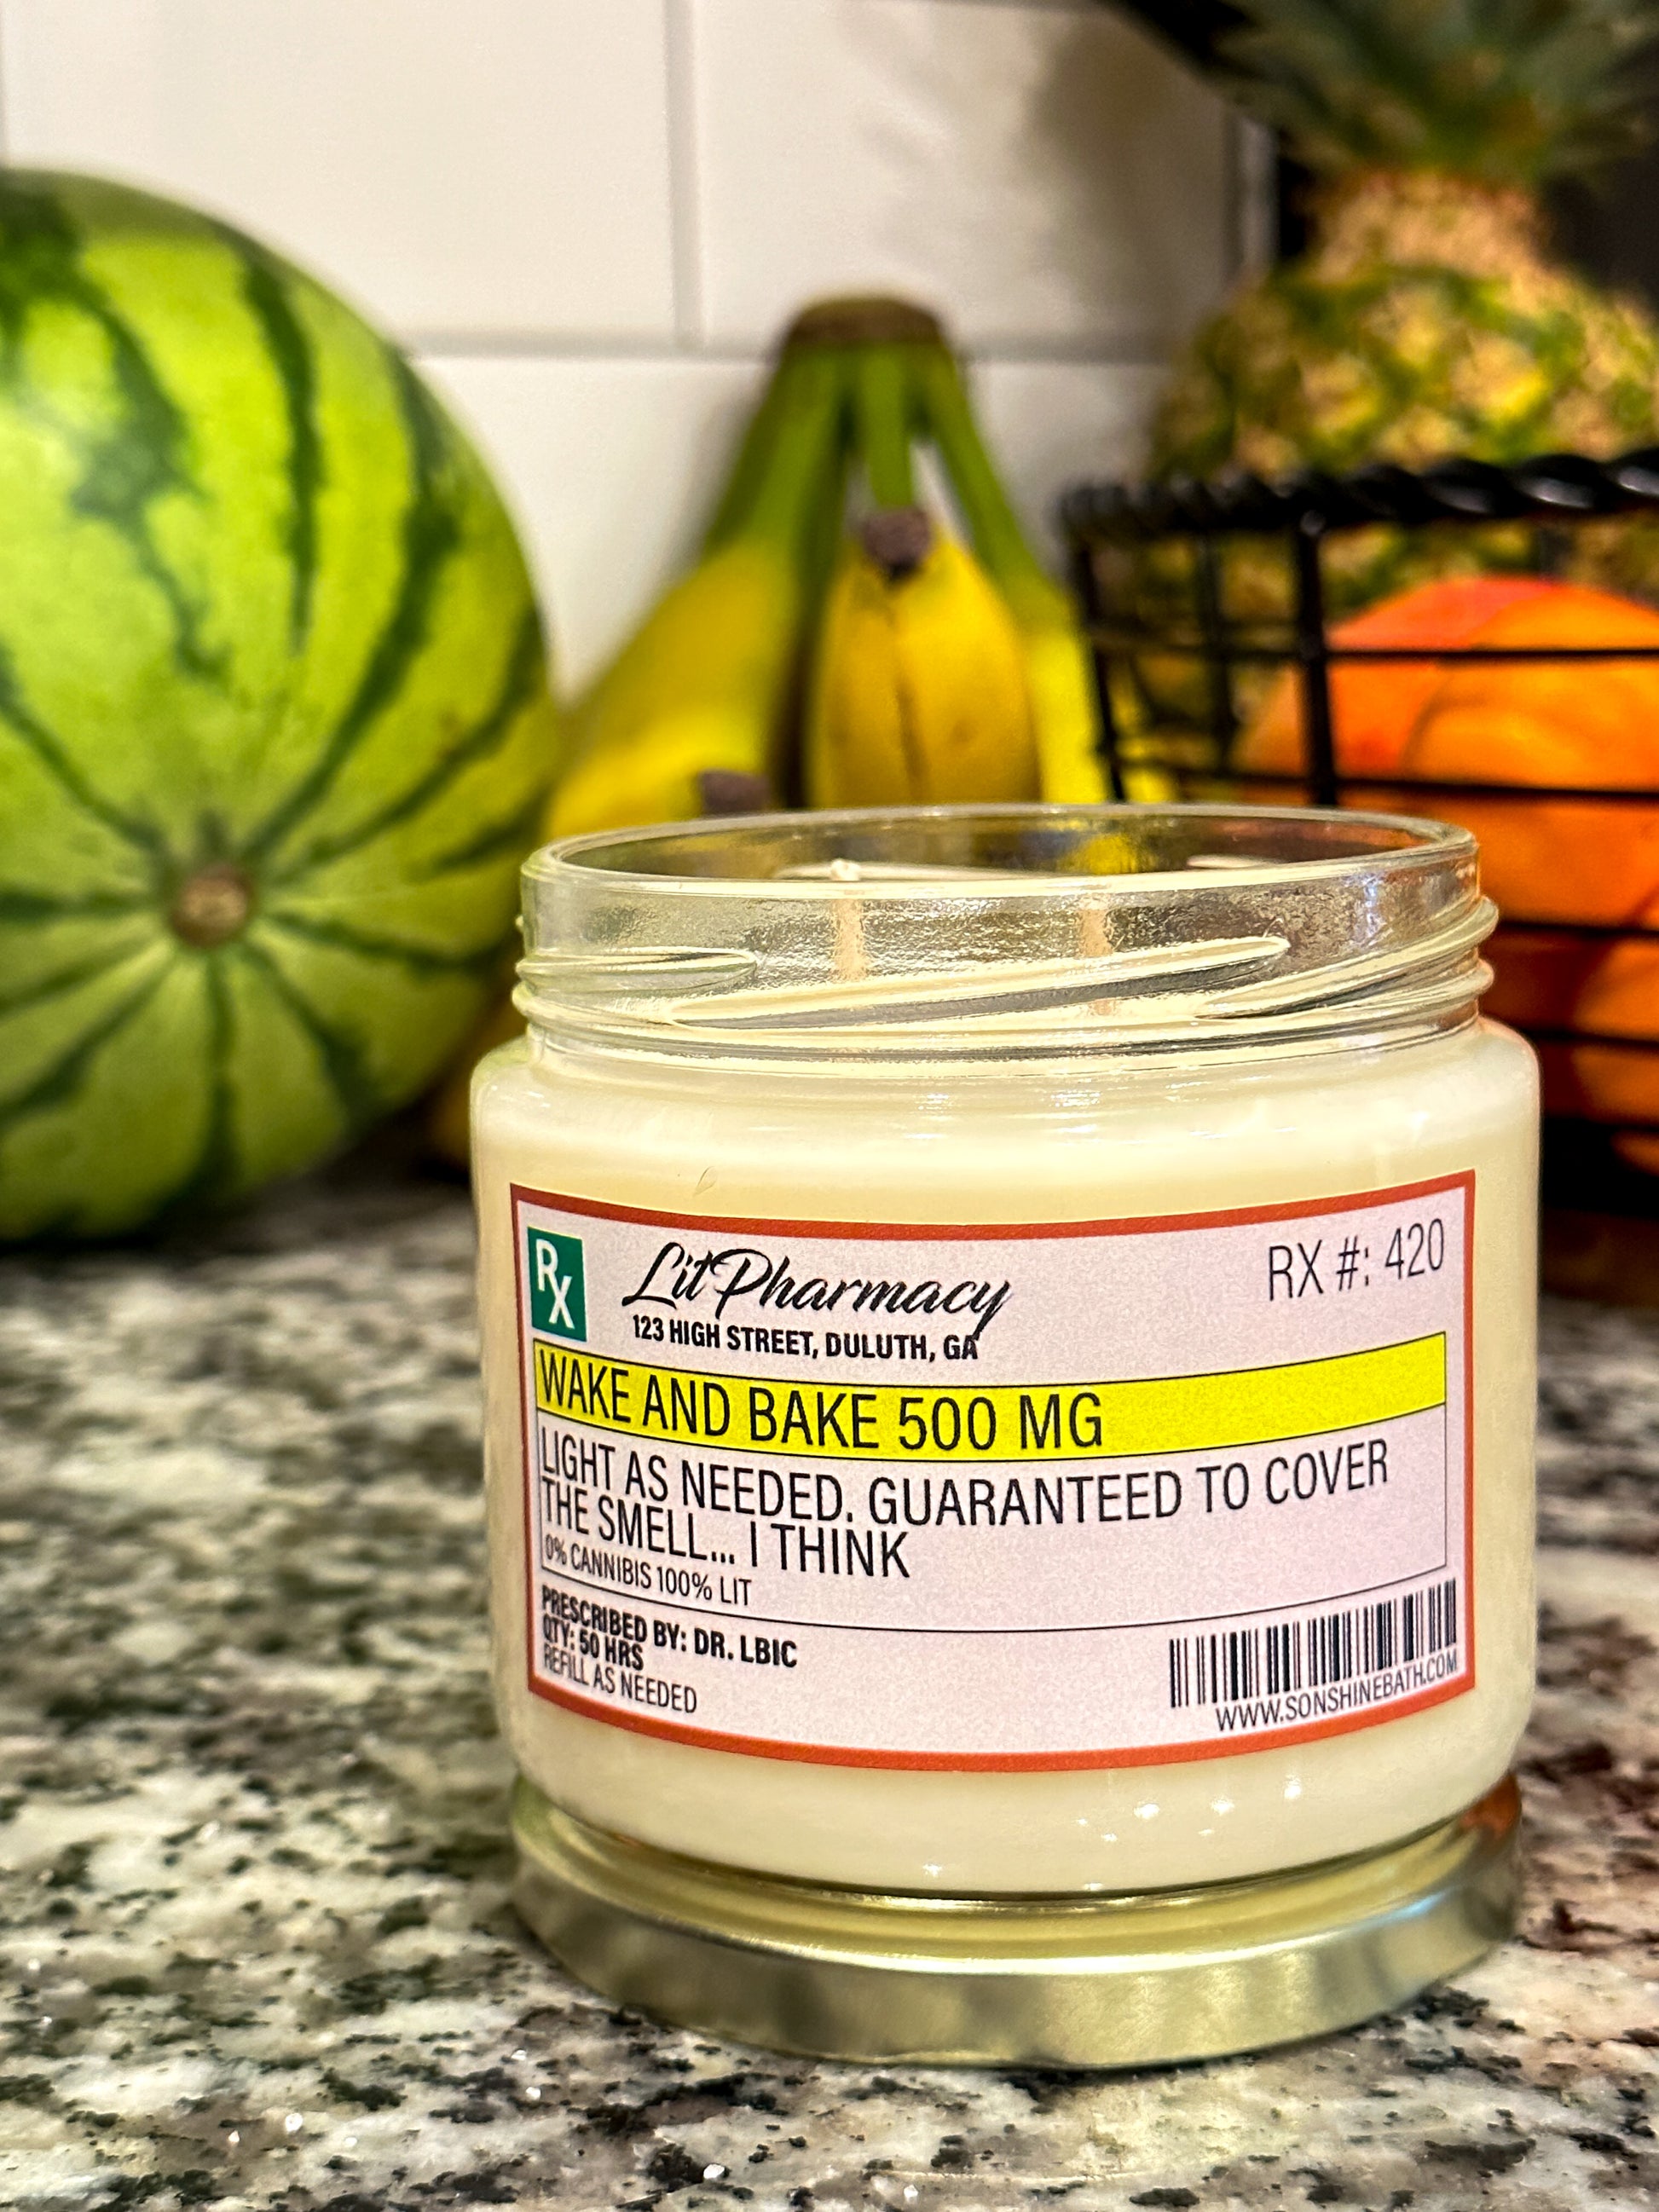 RX
Lit Pharmacy
RX #: 420
123 HIGH STREET, DULUTH, GA
WAKE AND BAKE 500 MG
LIGHT AS NEEDED. GUARANTEED TO COVER
THE SMELL... I THINK
0% CANNIBIS 100% LIT
PRESCRIBED BY: DR. LBIC
QTY: 50 HRS
REFILL AS NEEDED
WWW.SONSHINEBATH.COM